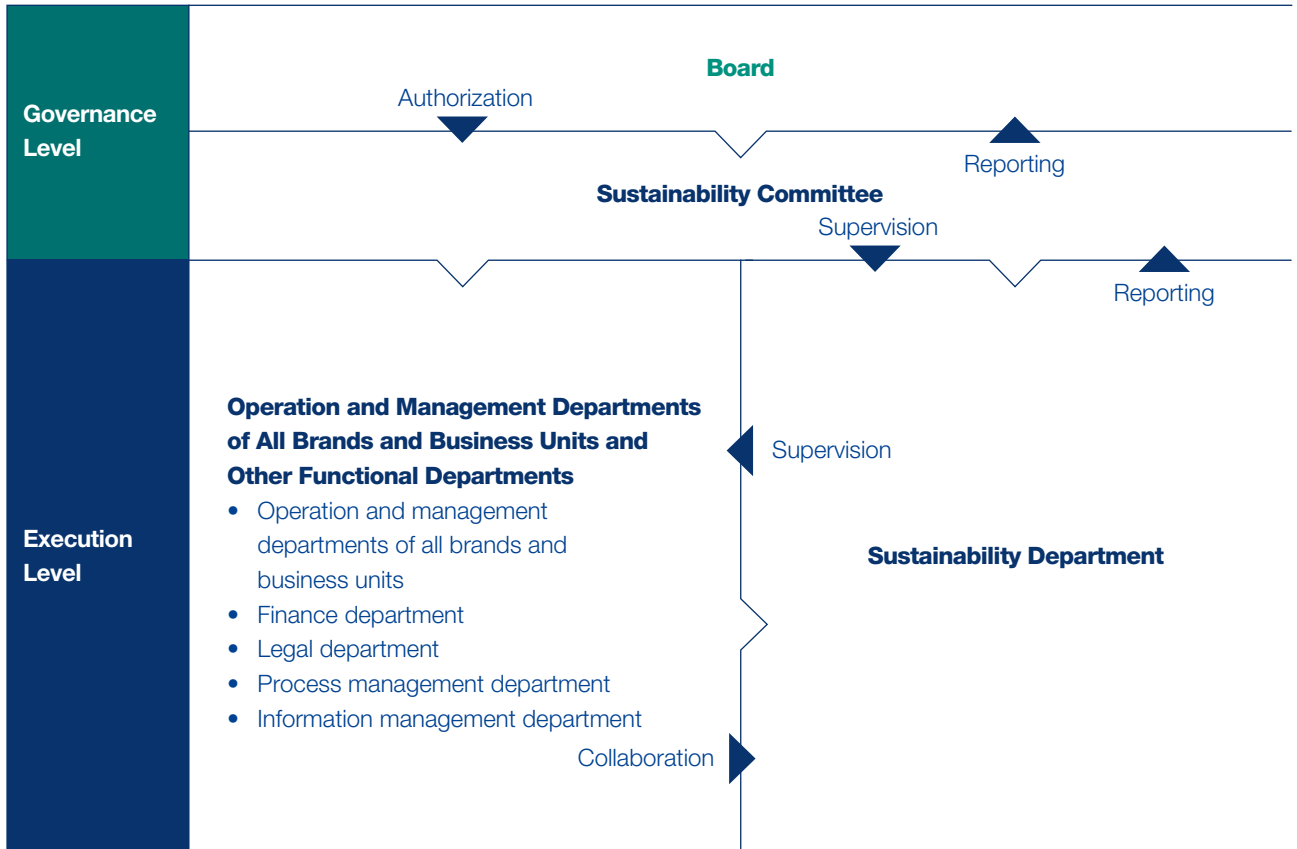 Governance
Level
Board
Authorization
Reporting
Sustainability Committee
Supervision
Reporting
Execution
Level
Operation and Management Departments
of All Brands and Business Units and
Other Functional Departments
• Operation and management
departments of all brands and
business units
• Finance department
• Legal department
• Process management department
• Information management department
Collaboration
Supervision
Sustainability Department